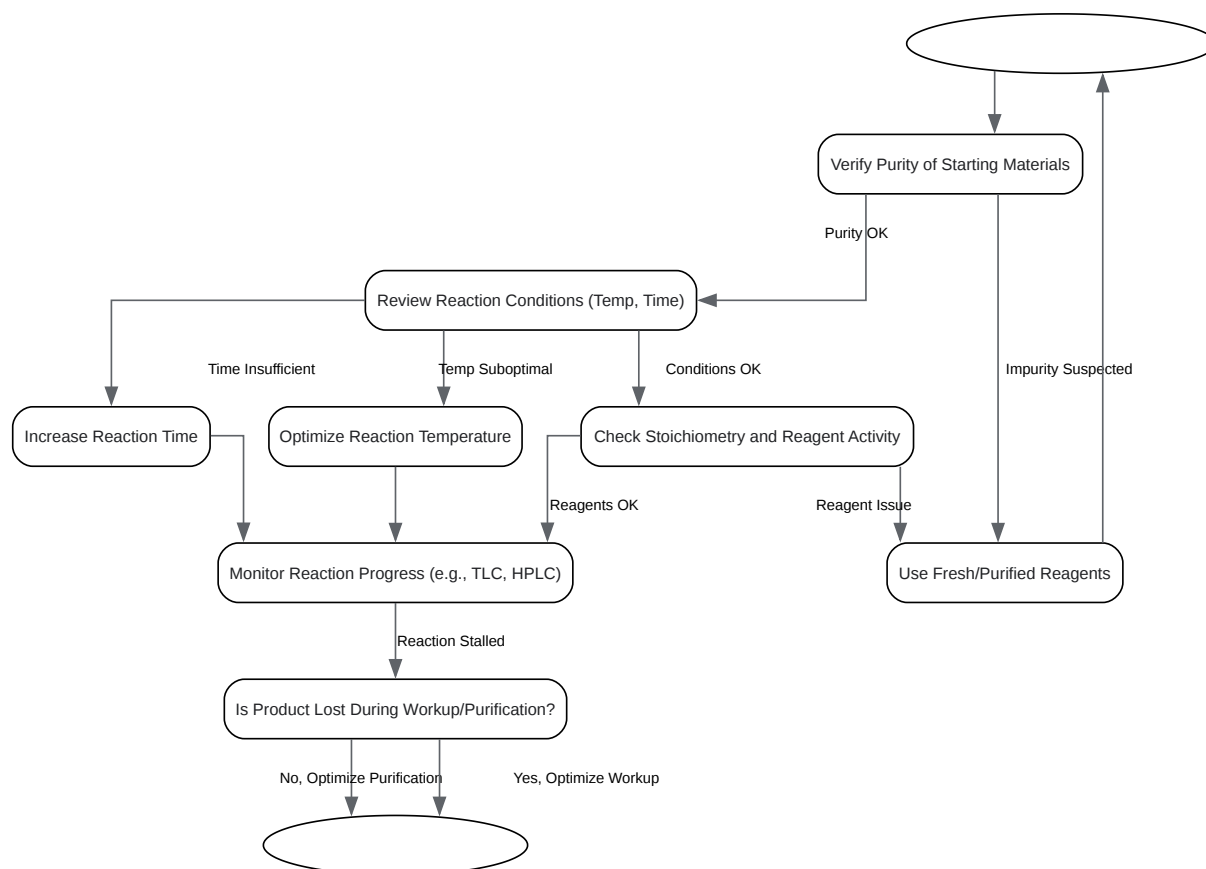 Verify Purity of Starting Materials
Purity OK
Review Reaction Conditions (Temp, Time)
Time Insufficient
Temp Suboptimal
Conditions OK
Impurity Suspected
Increase Reaction Time
Optimize Reaction Temperature
Check Stoichiometry and Reagent Activity
Reagents OK
Reagent Issue
Monitor Reaction Progress (e.g., TLC, HPLC)
Use Fresh/Purified Reagents
Reaction Stalled
Is Product Lost During Workup/Purification?
No, Optimize Purification
Yes, Optimize Workup